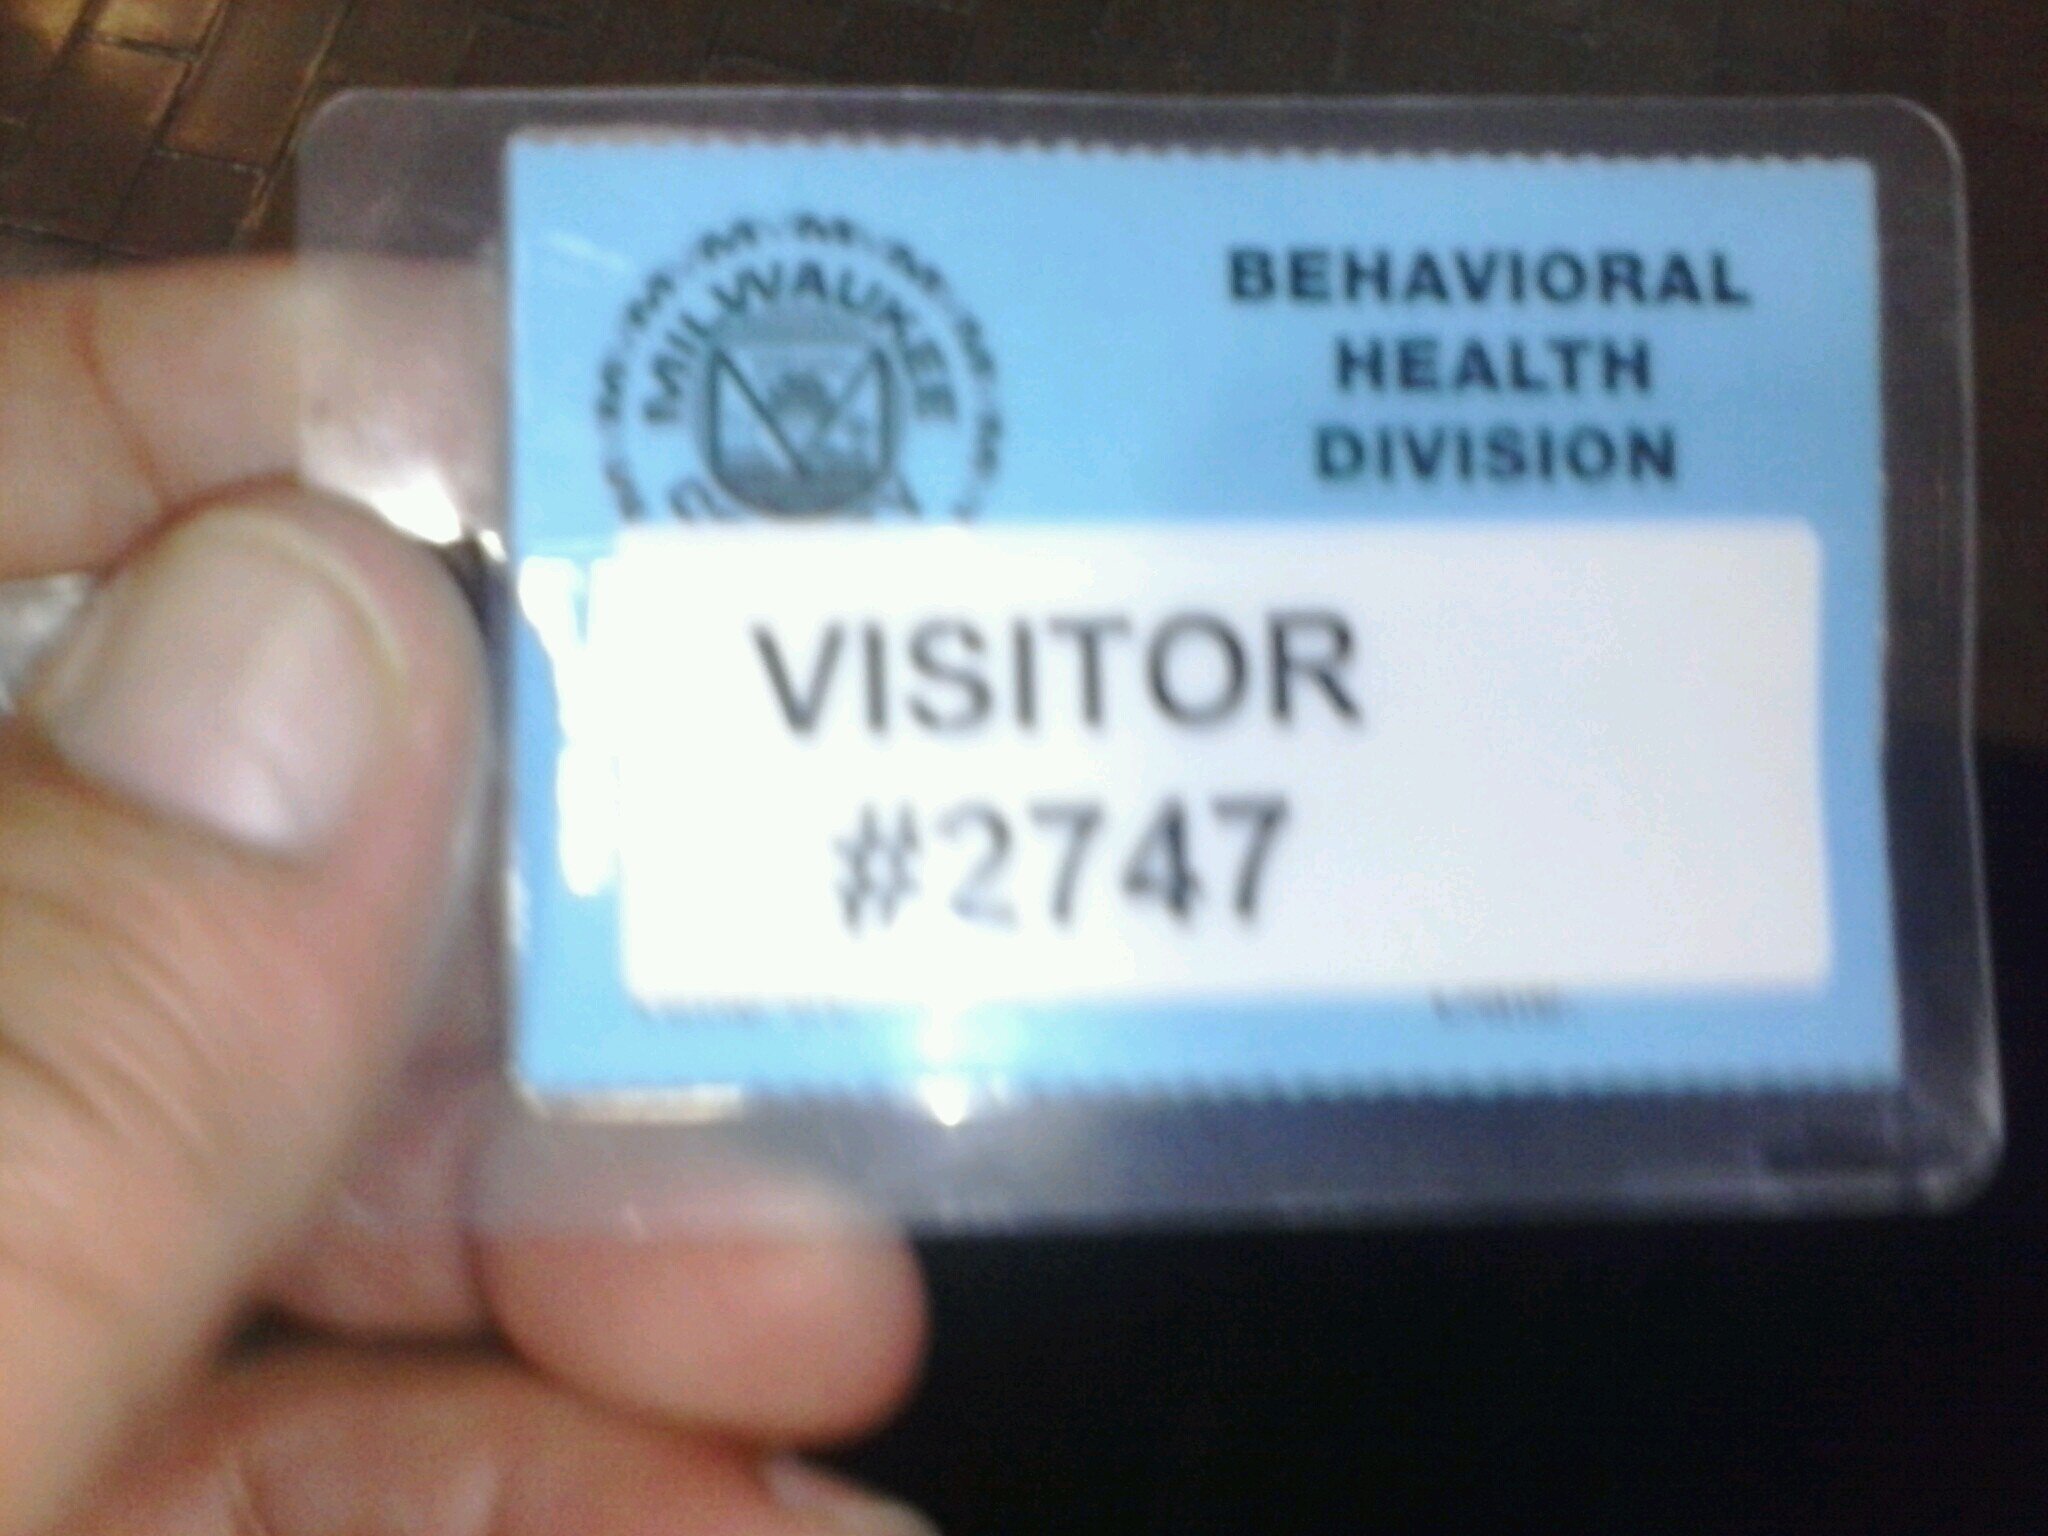 MILWAUKEE
BEHAVIORAL
HEALTH
DIVISION
VISITOR
#2747